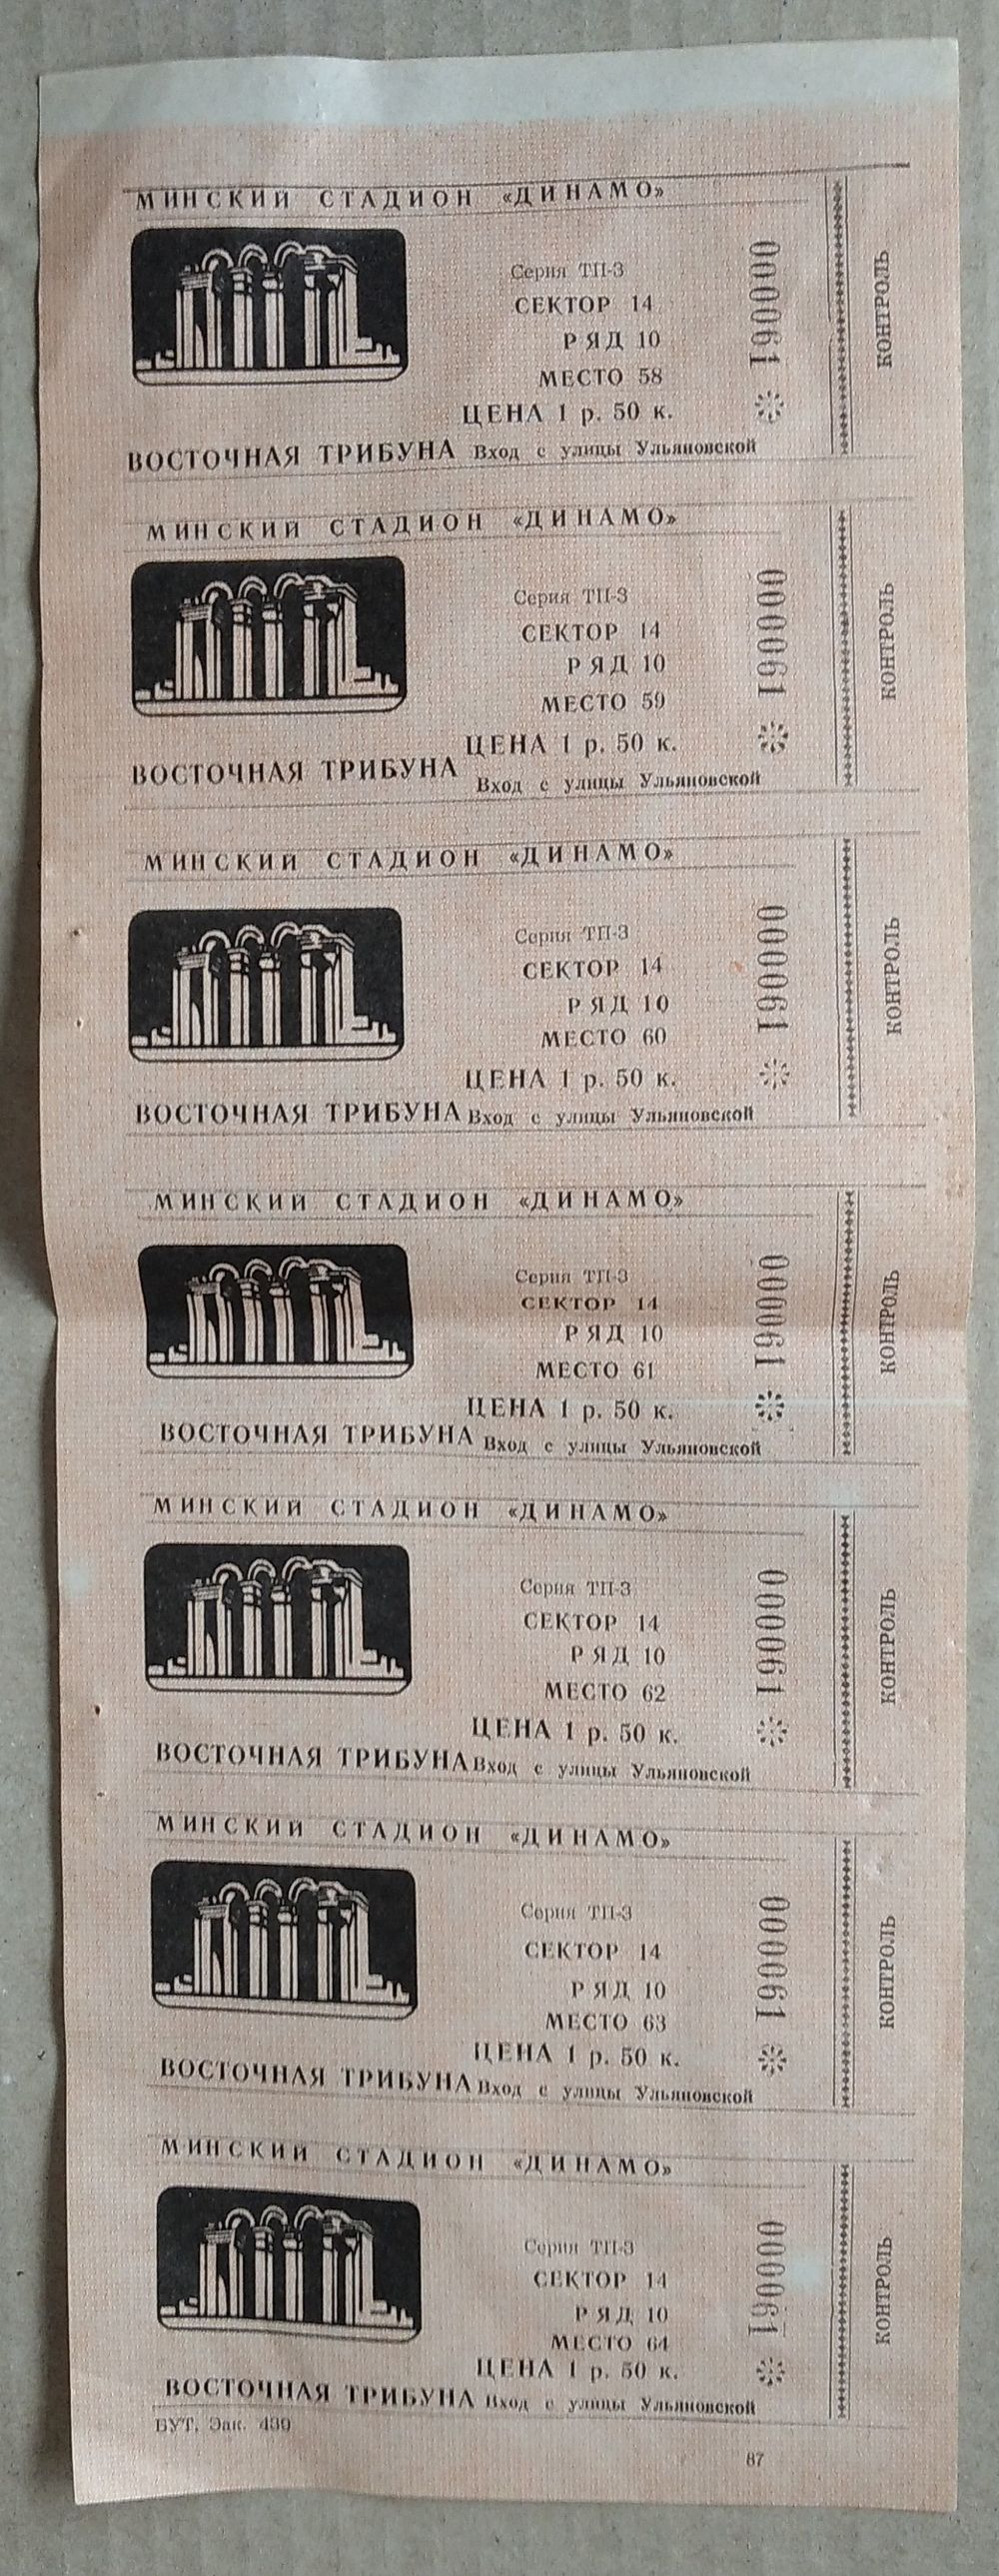 МИНСКИЙ СТАДИОН «ДИНАМО»
Серия ТП-3
СЕКТОР 14
РЯД 10
МЕСТО 58
ЦЕНА 1 р. 50 к.
000061
КОНТРОЛЬ
ВОСТОЧНАЯ ТРИБУНА Вход с улицы Ульяновской
МИНСКИЙ СТАДИОН «ДИНАМО»
Серия ТП-3
СЕКТОР 14
РЯД 10
МЕСТО 59
ЦЕНА 1 р. 50 к.
000061
КОНТРОЛЬ
ВОСТОЧНАЯ ТРИБУНА Вход с улицы Ульяновской
МИНСКИЙ СТАДИОН «ДИНАМО»
Серия ТП-3
СЕКТОР 14
РЯД 10
МЕСТО 60
ЦЕНА 1 р. 50 к.
000061
КОНТРОЛЬ
ВОСТОЧНАЯ ТРИБУНА Вход с улицы Ульяновской
МИНСКИЙ СТАДИОН «ДИНАМО»
Серия ТП-3
СЕКТОР 14
РЯД 10
МЕСТО 61
ЦЕНА 1 р. 50 к.
000061
КОНТРОЛЬ
ВОСТОЧНАЯ ТРИБУНА Вход с улицы Ульяновской
МИНСКИЙ СТАДИОН «ДИНАМО»
Серия ТП-3
СЕКТОР 14
РЯД 10
МЕСТО 62
ЦЕНА 1 р. 50 к.
000061
КОНТРОЛЬ
ВОСТОЧНАЯ ТРИБУНА Вход с улицы Ульяновской
МИНСКИЙ СТАДИОН «ДИНАМО»
Серия ТП-3
СЕКТОР 14
РЯД 10
МЕСТО 63
ЦЕНА 1 р. 50 к.
000061
КОНТРОЛЬ
ВОСТОЧНАЯ ТРИБУНА Вход с улицы Ульяновской
МИНСКИЙ СТАДИОН «ДИНАМО»
Серия ТП-3
СЕКТОР 14
РЯД 10
МЕСТО 64
ЦЕНА 1 р. 50 к.
000061
КОНТРОЛЬ
ВОСТОЧНАЯ ТРИБУНА Вход с улицы Ульяновской
БУТ. Зак. 439
87